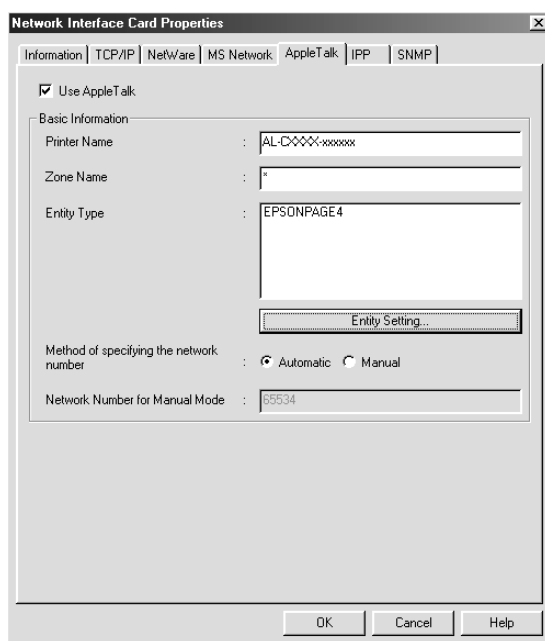 Network Interface Card Properties
Information TCP/IP NetWare MS Network AppleTalk IPP SNMP
Use AppleTalk
Basic Information
Printer Name : AL-CXXXX-xxxxxx
Zone Name : *
Entity Type : EPSONPAGE4
Entity Setting...
Method of specifying the network
number : Automatic Manual
Network Number for Manual Mode : 65534
OK Cancel Help